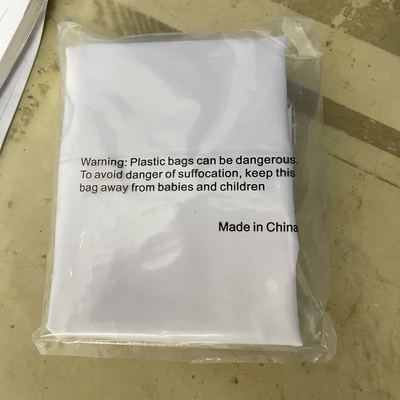 Warning: Plastic bags can be dangerous.
To avoid danger of suffocation, keep this
bag away from babies and children
Made in China